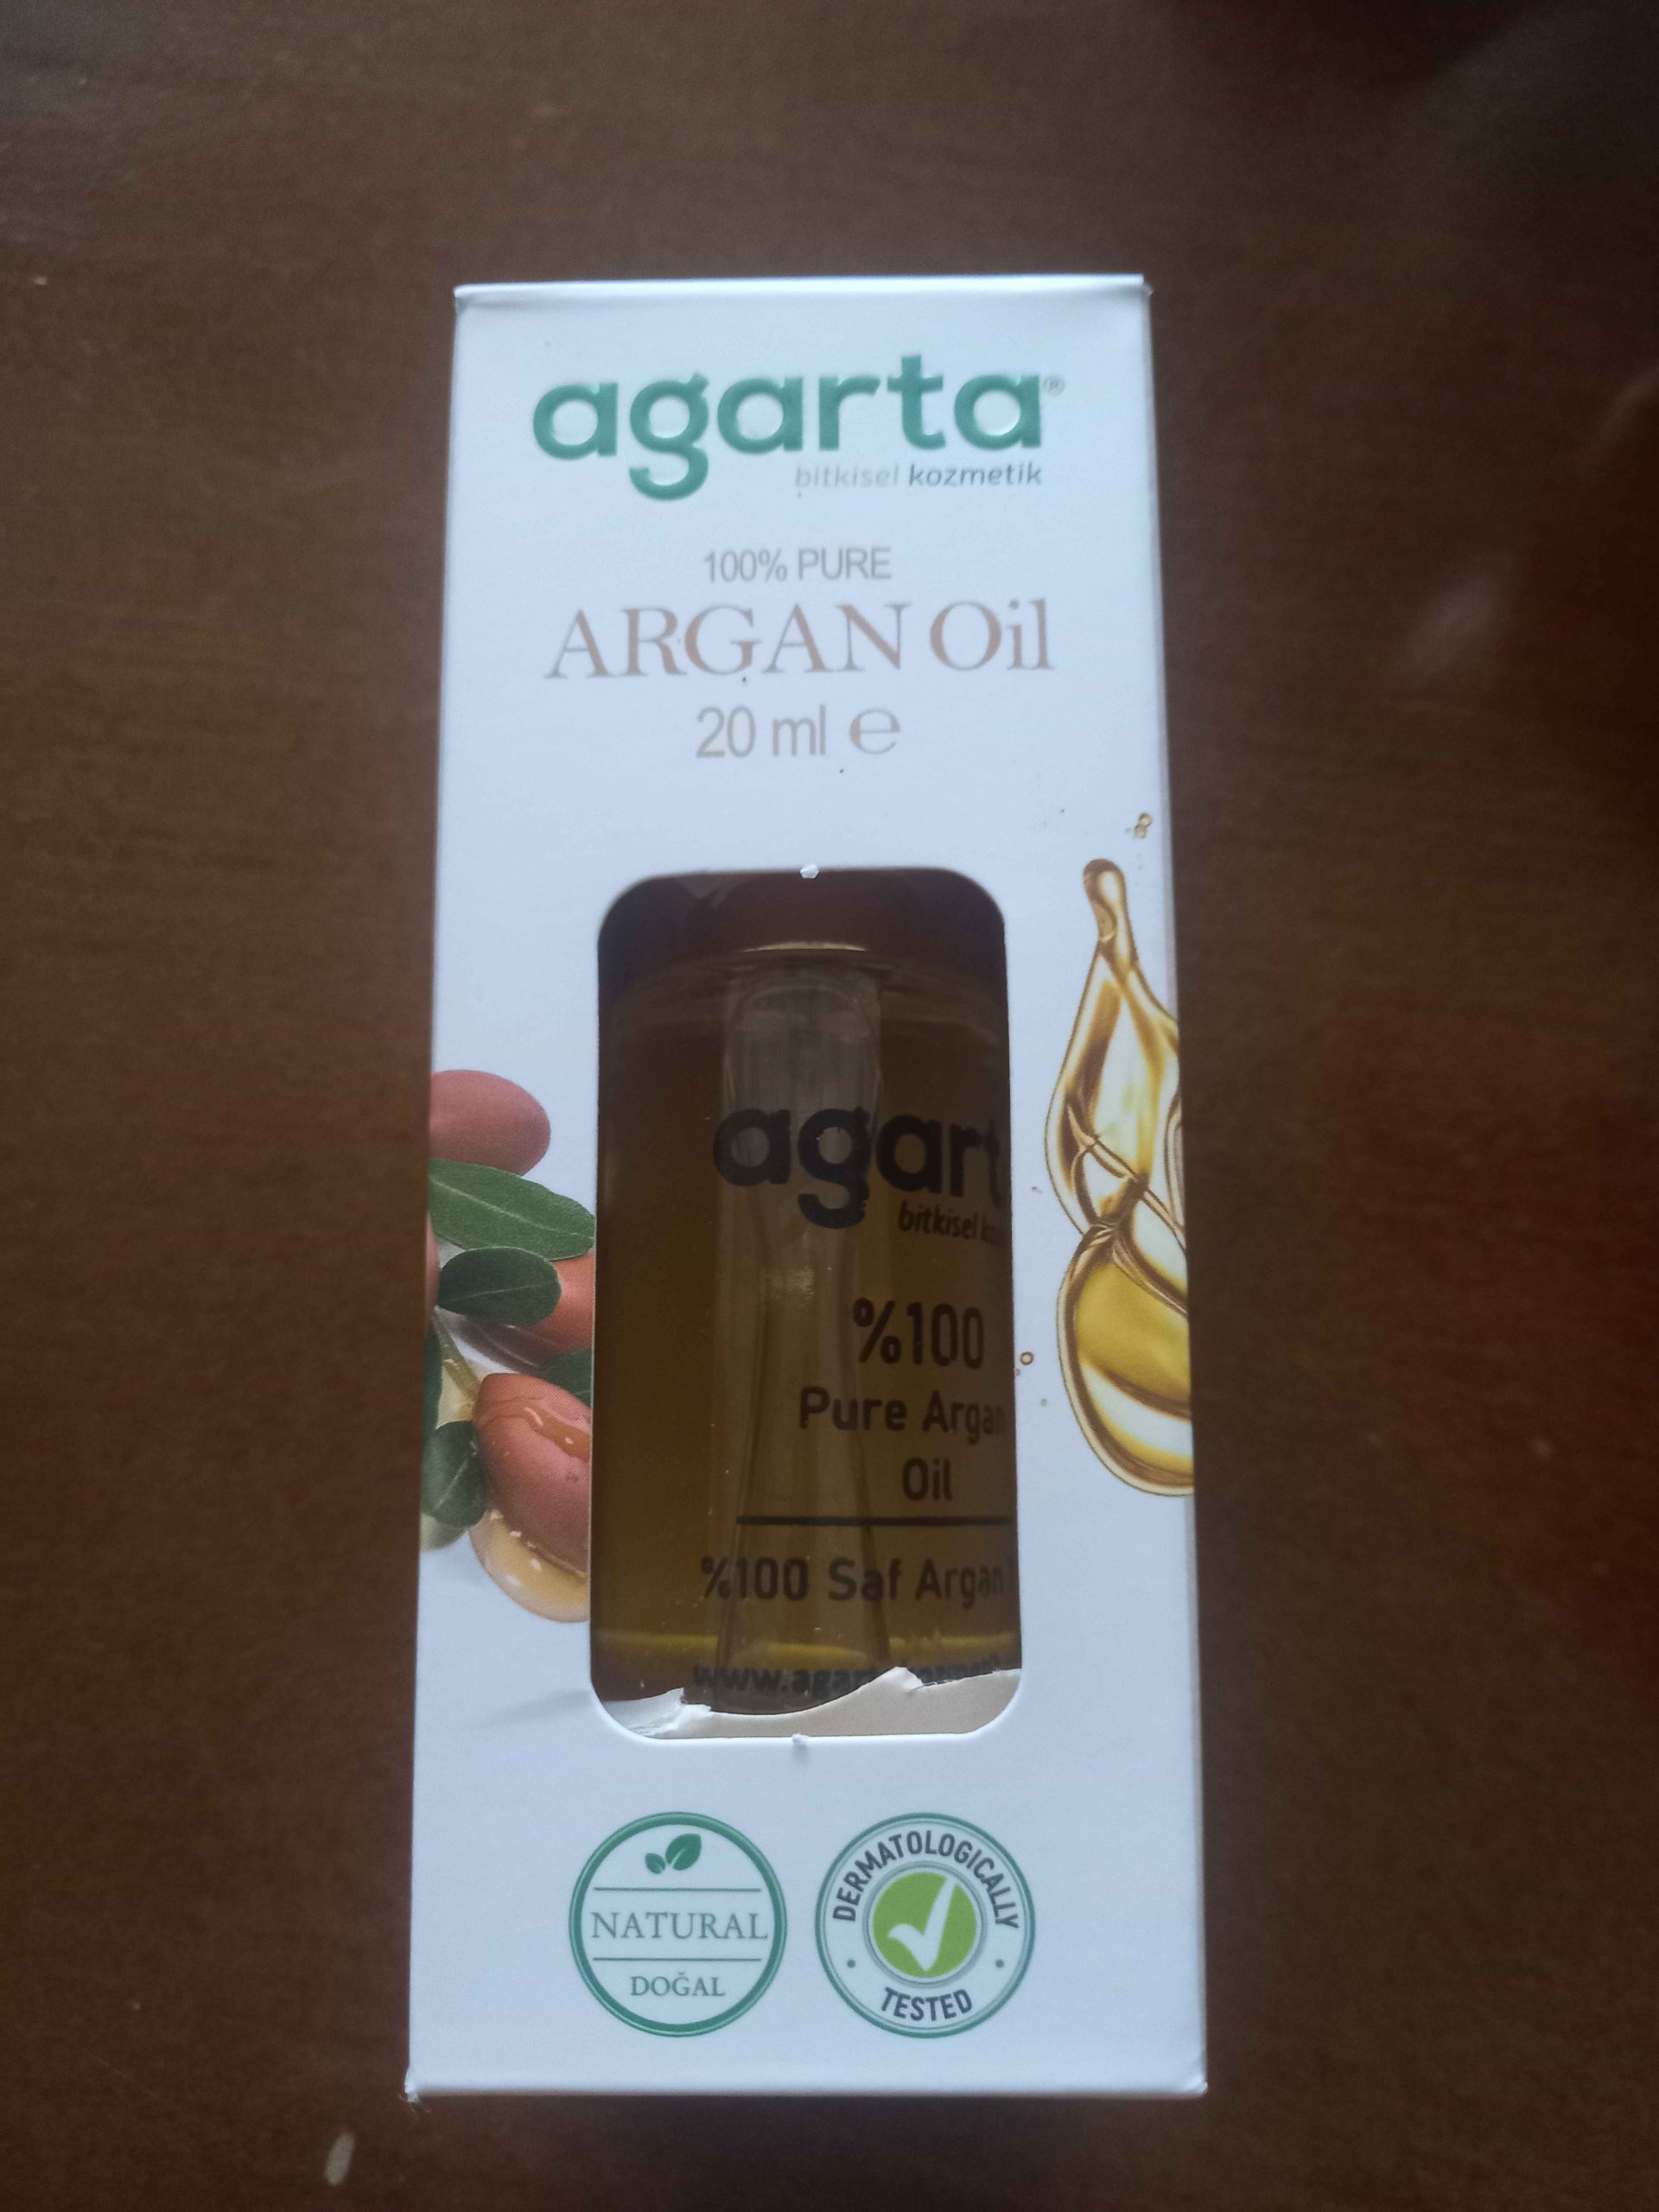 agarta®
bitkisel kozmetik
100% PURE
ARGAN Oil
20 ml ℮
agart
bitkisel
%100
Pure Argan
Oil
%100 Saf Argan
NATURAL
DOĞAL
DERMATOLOGICALLY
TESTED